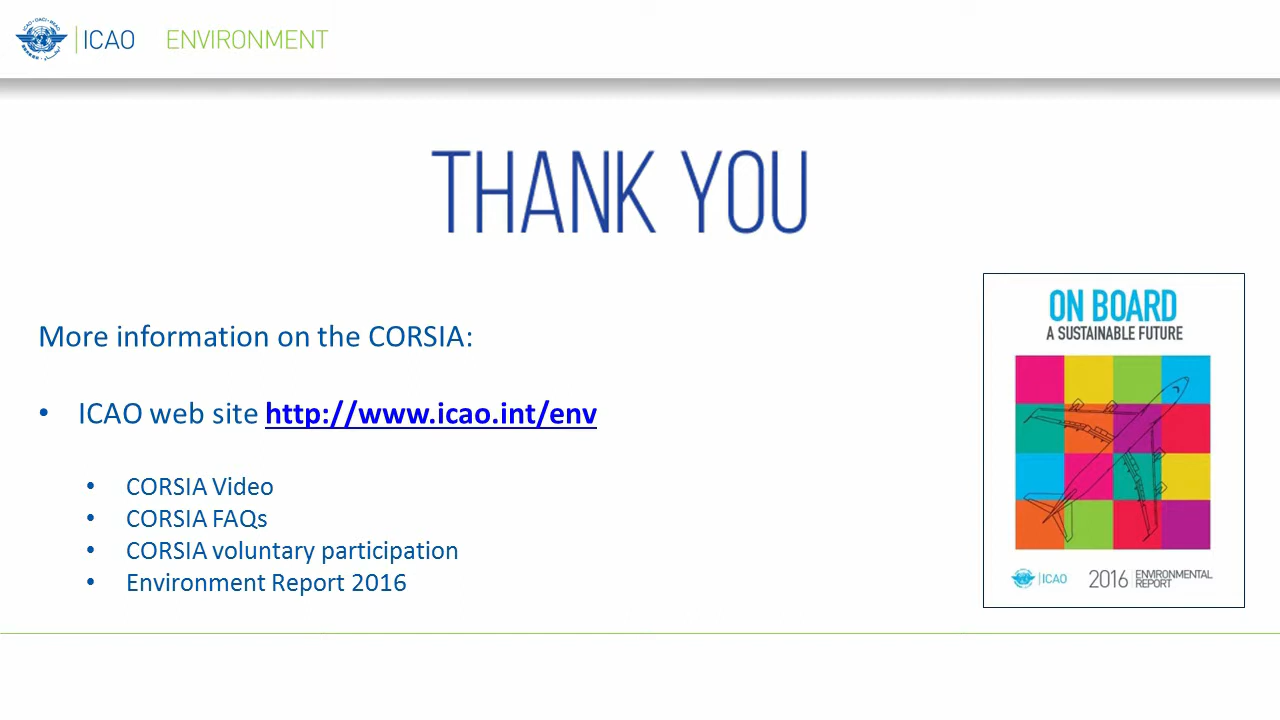 ICAO ENVIRONMENT
THANK YOU
More information on the CORSIA:
• ICAO web site http://www.icao.int/env
• CORSIA Video
• CORSIA FAQs
• CORSIA voluntary participation
• Environment Report 2016
ON BOARD
A SUSTAINABLE FUTURE
ICAO 2016 ENVIRONMENTAL
REPORT